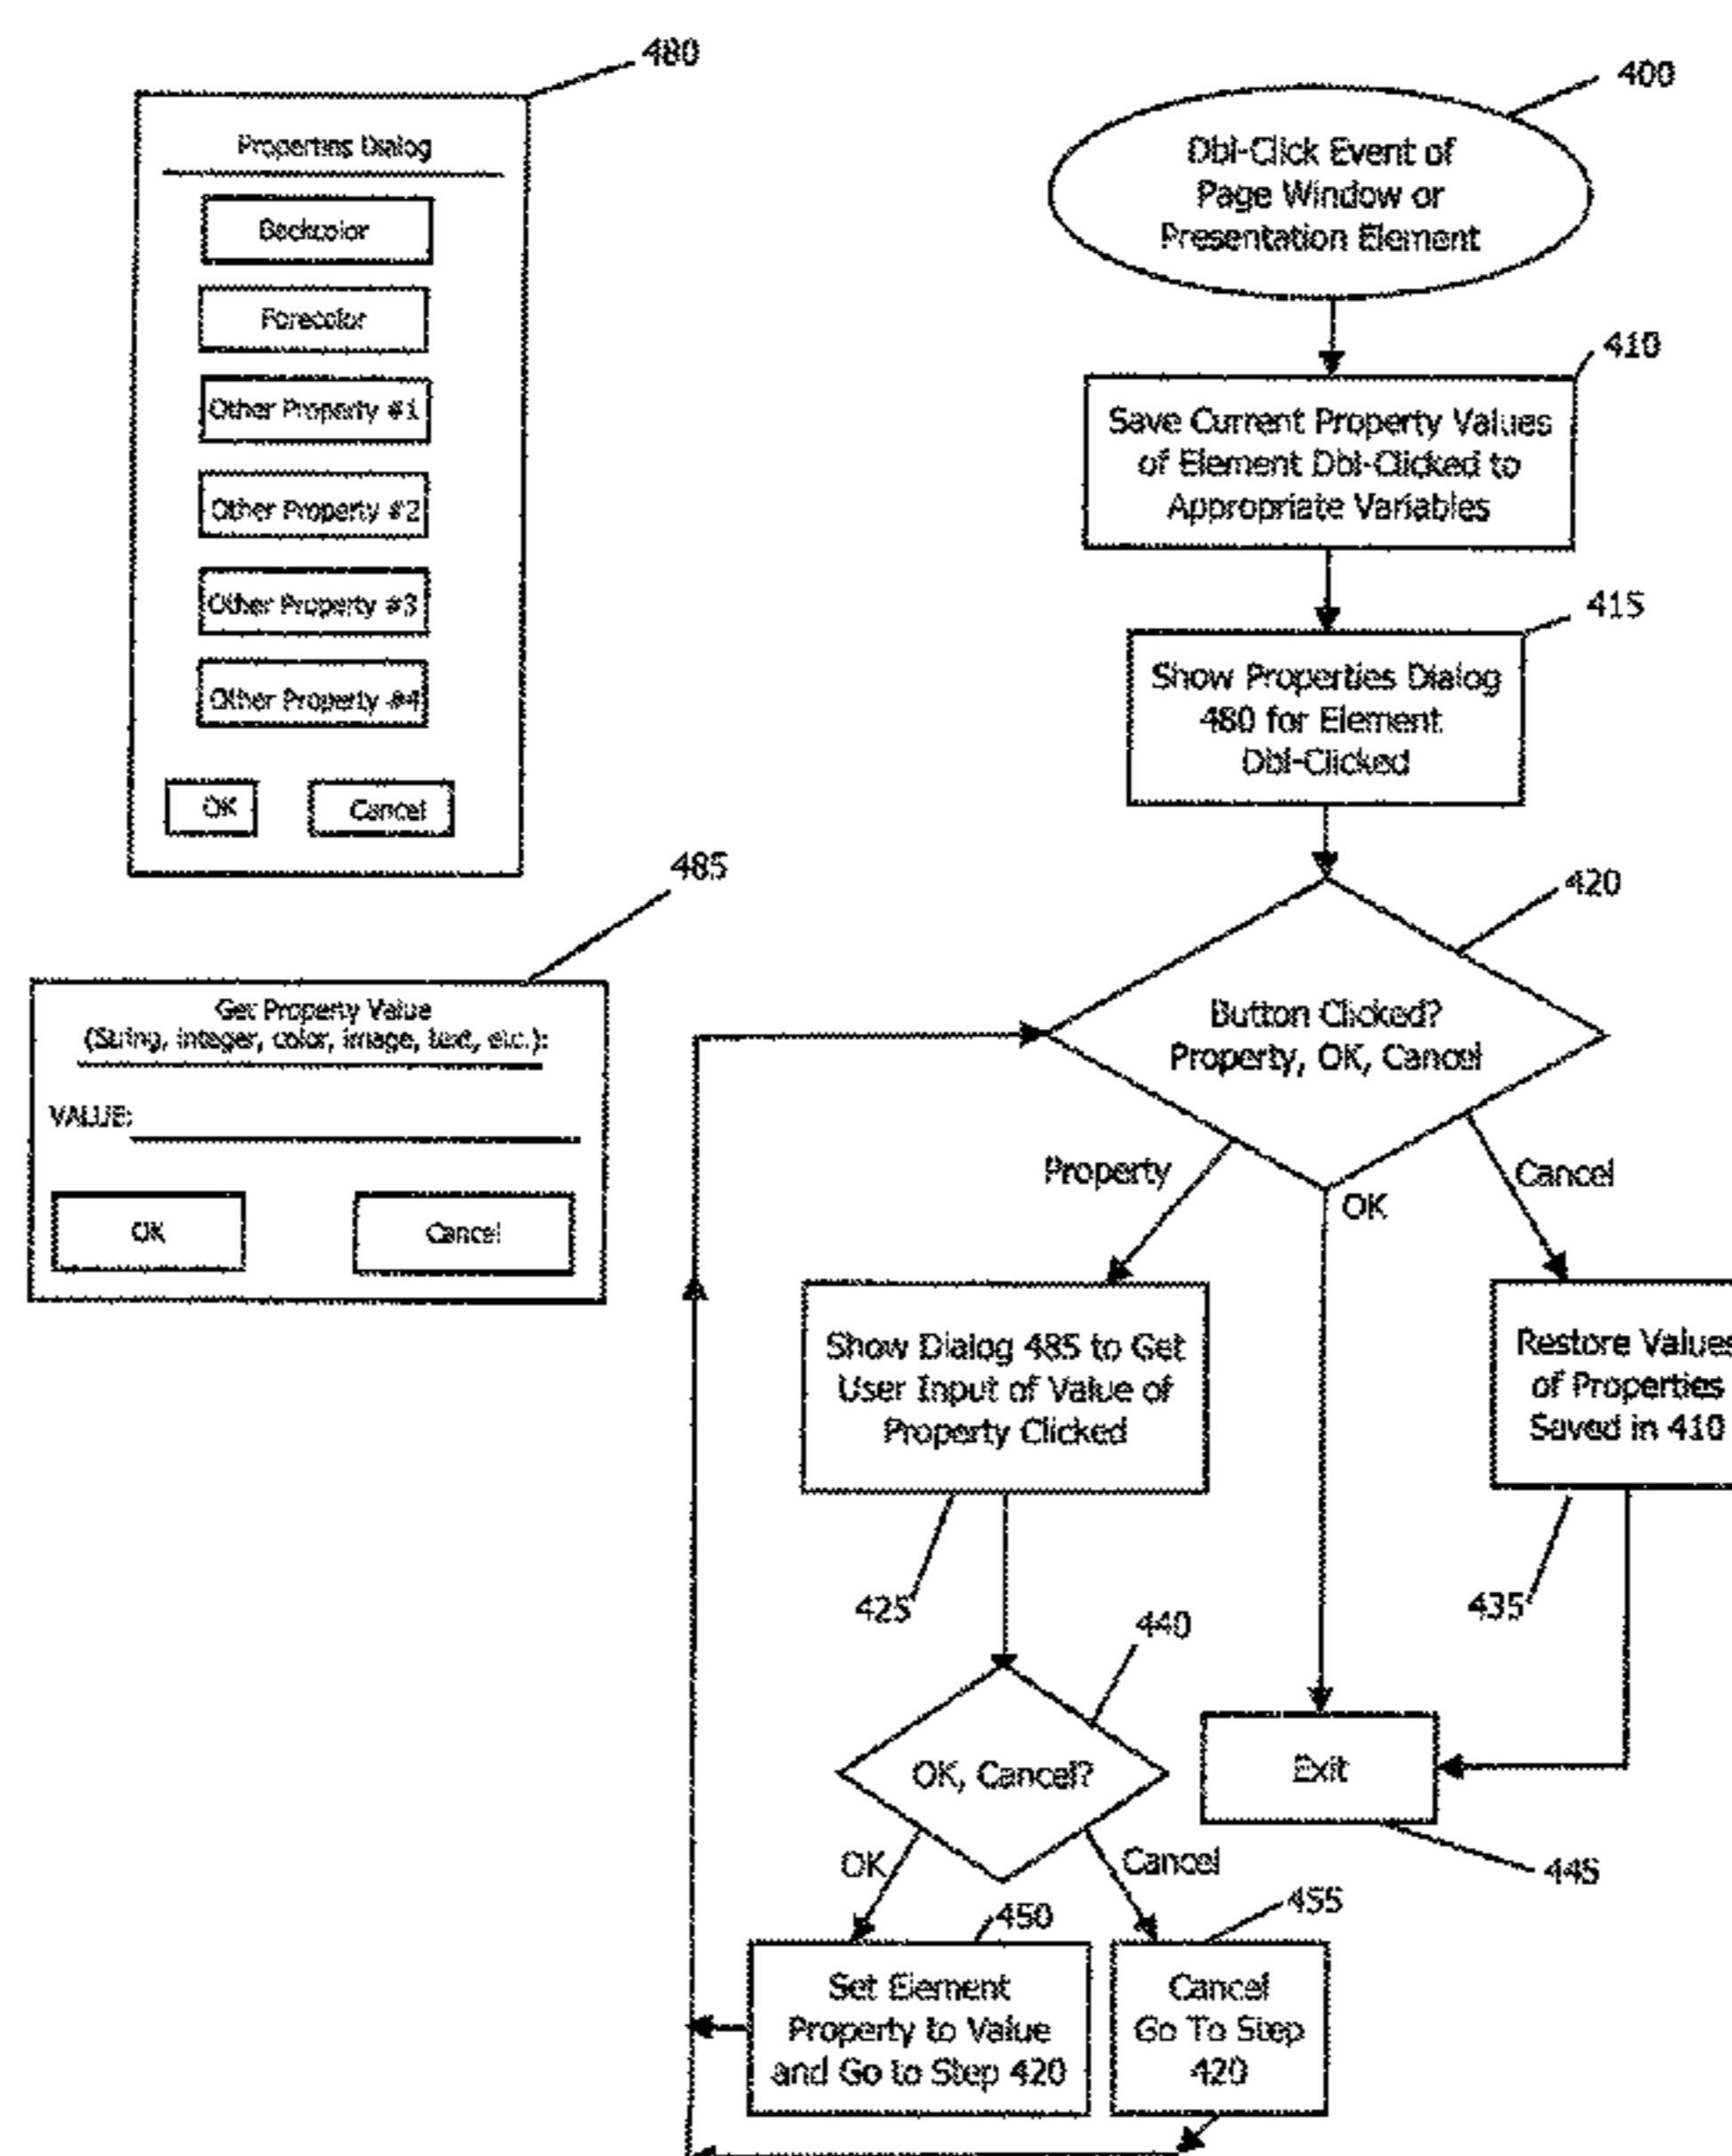 480
Properties Dialog
Backcolor
Forecolor
Other Property #1
Other Property #2
Other Property #3
Other Property #4
OK
Cancel
485
Get Property Value
(String, integer, color, image, text, etc.):
VALUE:
OK
Cancel
400
Dbl-Click Event of
Page Window or
Presentation Element
410
Save Current Property Values
of Element Dbl-Clicked to
Appropriate Variables
415
Show Properties Dialog
480 for Element
Dbl-Clicked
420
Button Clicked?
Property, OK, Cancel
Property
OK
Cancel
Show Dialog 485 to Get
User Input of Value of
Property Clicked
425
Restore Values
of Properties
Saved in 410
435
440
OK, Cancel?
OK
Cancel
Exit
445
450
Set Element
Property to Value
and Go to Step 420
455
Cancel
Go To Step
420